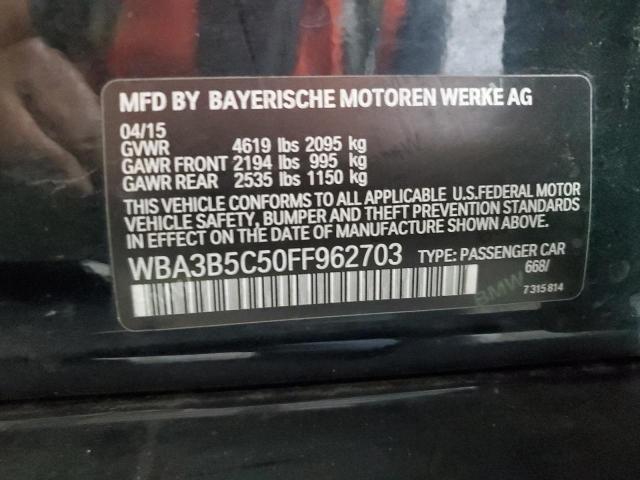 MFD BY BAYERISCHE MOTOREN WERKE AG
04/15
GVWR 4619 lbs 2095 kg
GAWR FRONT 2194 lbs 995 kg
GAWR REAR 2535 lbs 1150 kg
THIS VEHICLE CONFORMS TO ALL APPLICABLE U.S.FEDERAL MOTOR
VEHICLE SAFETY, BUMPER AND THEFT PREVENTION STANDARDS
IN EFFECT ON THE DATE OF MANUFACTURE SHOWN ABOVE.
WBA3B5C50FF962703 TYPE: PASSENGER CAR
668/
7 315 814
BMW